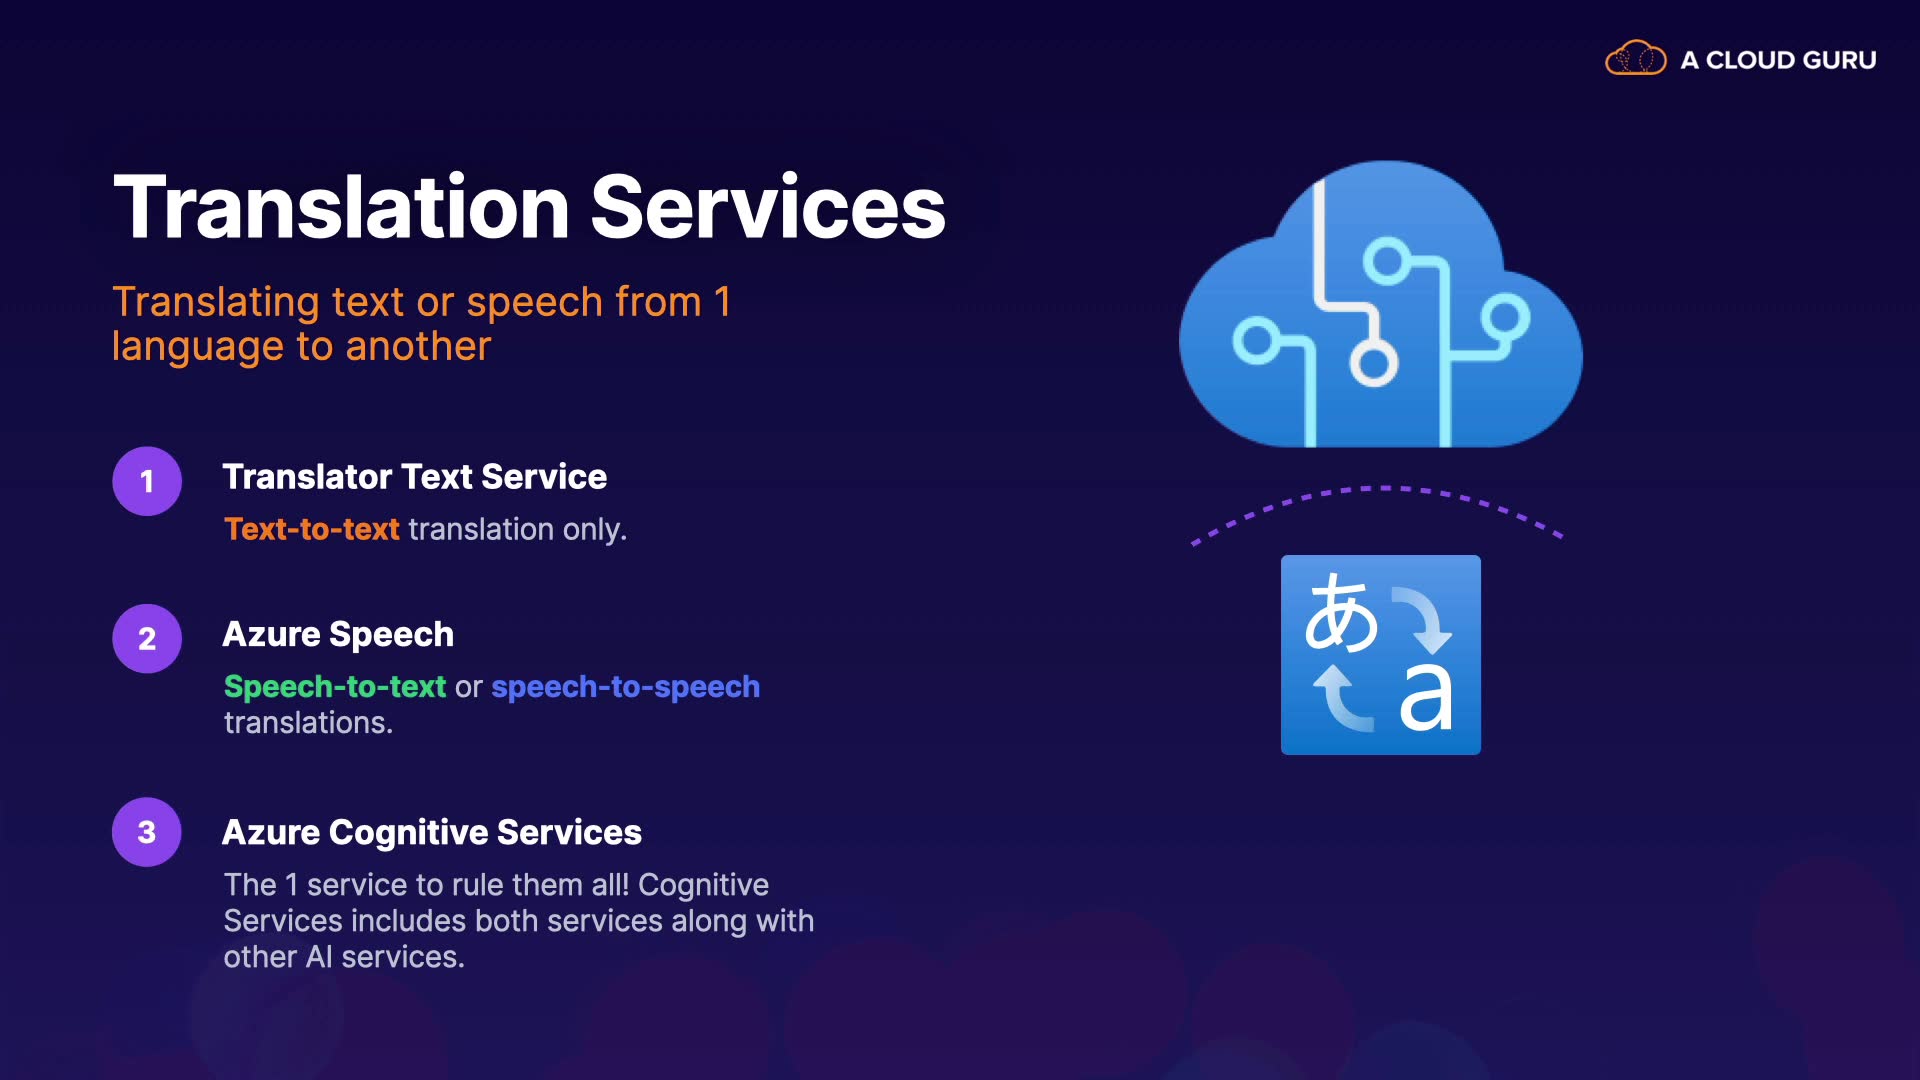 A CLOUD GURU
Translation Services
Translating text or speech from 1
language to another
1
Translator Text Service
Text-to-text translation only.
2
Azure Speech
Speech-to-text or speech-to-speech
translations.
3
Azure Cognitive Services
The 1 service to rule them all! Cognitive
Services includes both services along with
other AI services.
あ
a